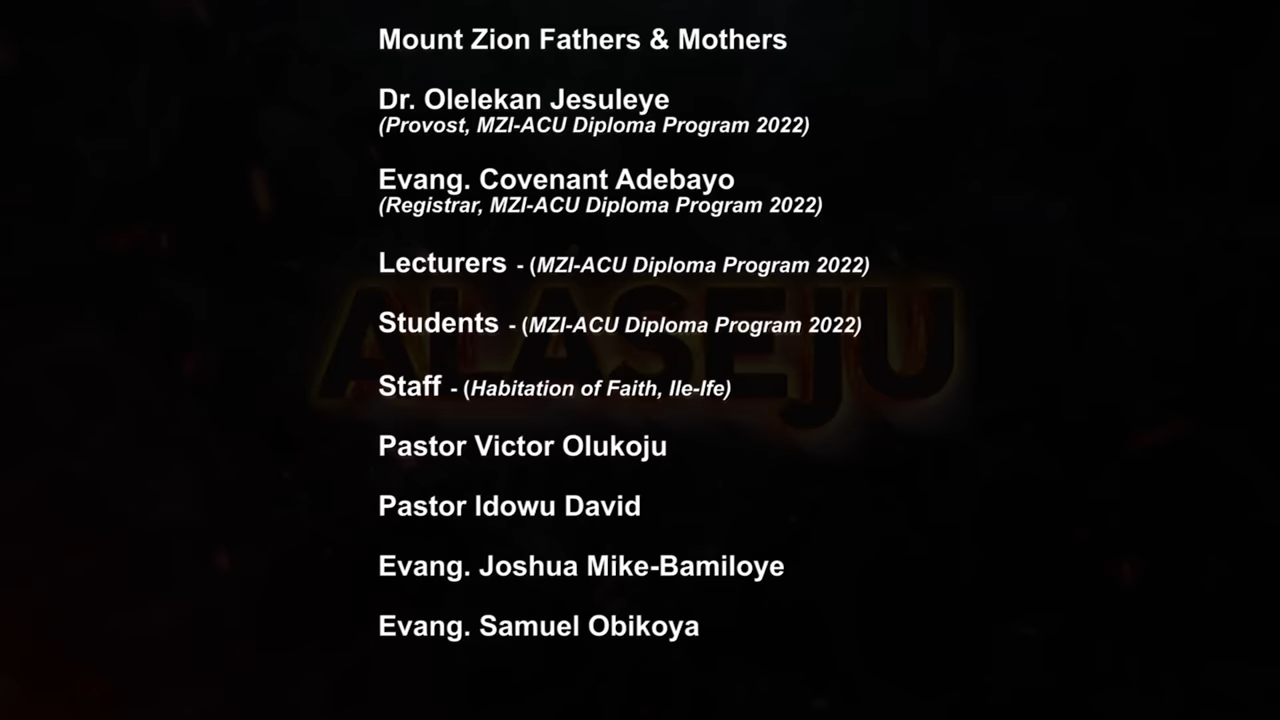 Mount Zion Fathers & Mothers
Dr. Olelekan Jesuleye
(Provost, MZI-ACU Diploma Program 2022)
Evang. Covenant Adebayo
(Registrar, MZI-ACU Diploma Program 2022)
Lecturers - (MZI-ACU Diploma Program 2022)
ALASEJU
Students - (MZI-ACU Diploma Program 2022)
Staff - (Habitation of Faith, Ile-Ife)
Pastor Victor Olukoju
Pastor Idowu David
Evang. Joshua Mike-Bamiloye
Evang. Samuel Obikoya